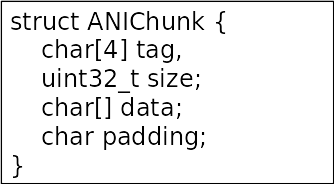 struct ANIChunk {
char[4] tag,
uint32_t size;
char[] data;
char padding;
}